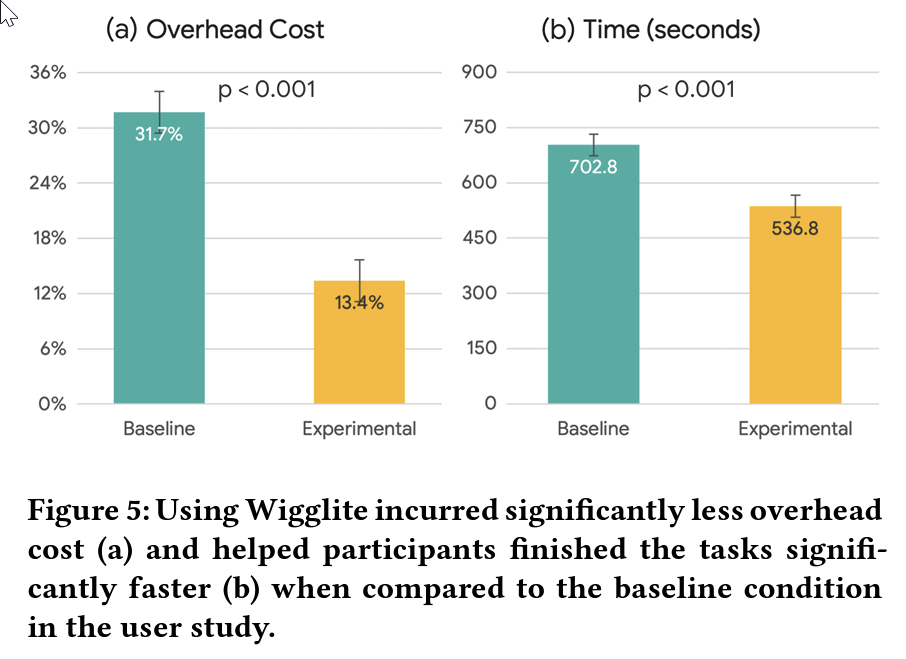 (a) Overhead Cost
36%
p < 0.001
30%
31.7%
24%
18%
12%
13.4%
6%
0%
Baseline
Experimental
(b) Time (seconds)
900
p < 0.001
750
702.8
600
536.8
450
300
150
0
Baseline
Experimental
Figure 5: Using Wigglite incurred significantly less overhead
cost (a) and helped participants finished the tasks signifi-
cantly faster (b) when compared to the baseline condition
in the user study.